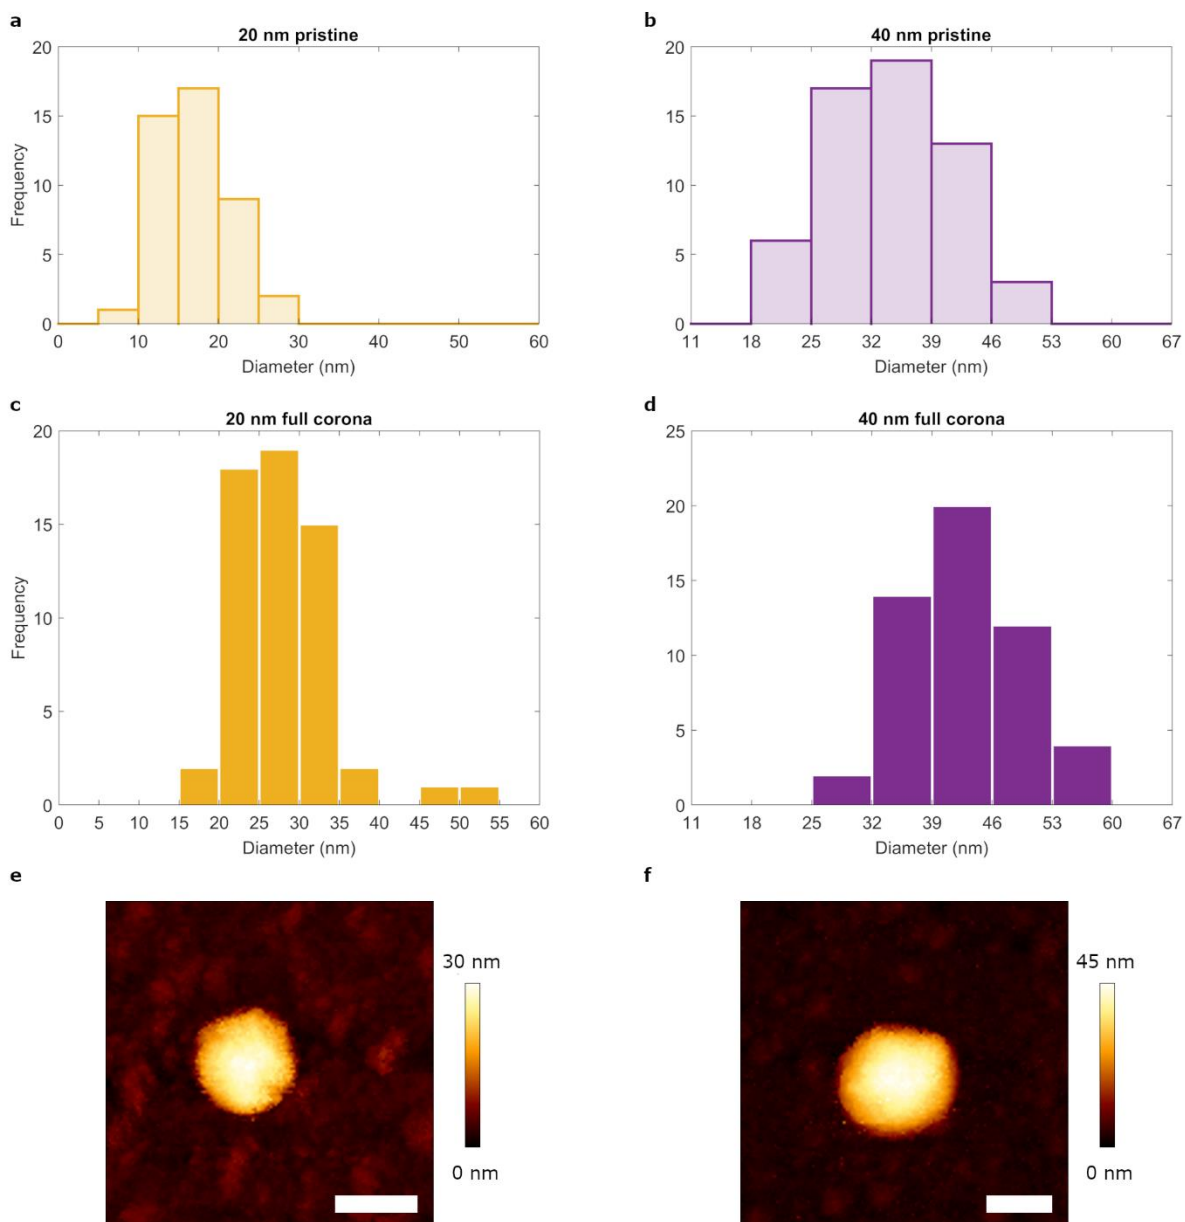 a
20 nm pristine
20
15
10
5
0
Frequency
0 10 20 30 40 50 60
Diameter (nm)
b
40 nm pristine
20
15
10
5
0
11 18 25 32 39 46 53 60 67
Diameter (nm)
c
20 nm full corona
20
15
10
5
0
Frequency
0 5 10 15 20 25 30 35 40 45 50 55 60
Diameter (nm)
d
40 nm full corona
25
20
15
10
5
0
11 18 25 32 39 46 53 60 67
Diameter (nm)
e
30 nm
0 nm
f
45 nm
0 nm